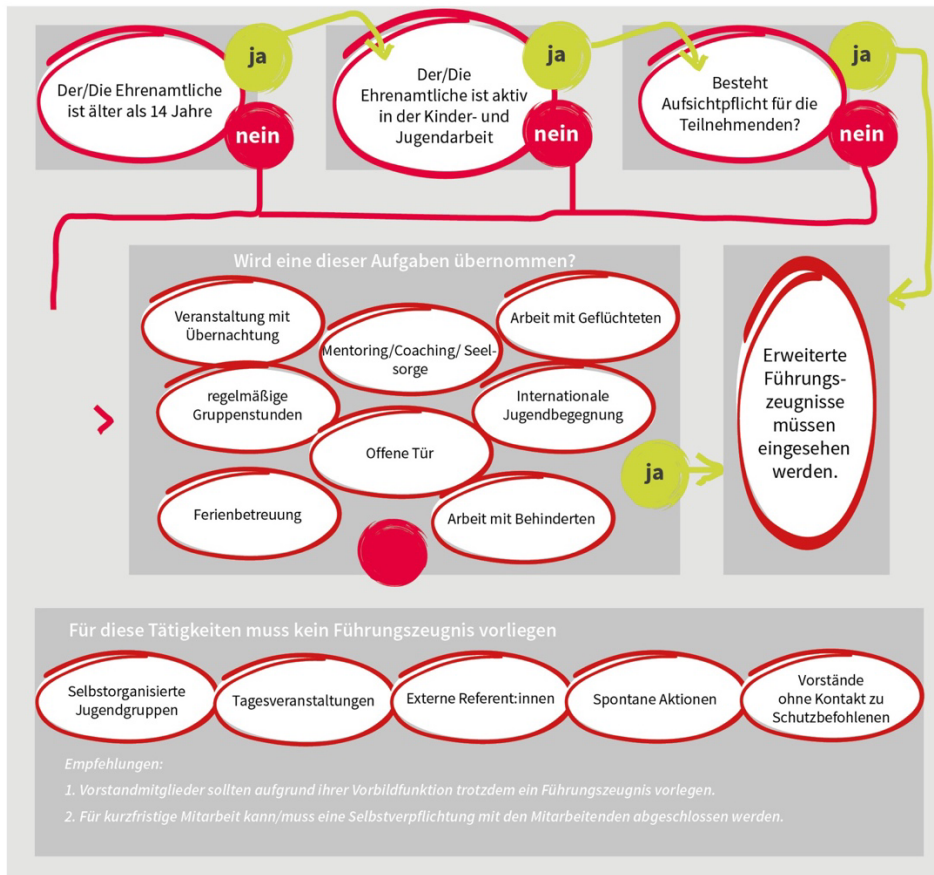 Der/Die Ehrenamtliche
ist älter als 14 Jahre
ja
nein
Der/Die
Ehrenamtliche ist aktiv
in der Kinder- und
Jugendarbeit
ja
nein
Besteht
Aufsichtpflicht für die
Teilnehmenden?
ja
nein
Wird eine dieser Aufgaben übernommen?
Veranstaltung mit
Übernachtung
Mentoring/Coaching/ Seel-
sorge
Arbeit mit Geflüchteten
regelmäßige
Gruppenstunden
Internationale
Jugendbegegnung
Offene Tür
Ferienbetreuung
Arbeit mit Behinderten
ja
Erweiterte
Führungs-
zeugnisse
müssen
eingesehen
werden.
Für diese Tätigkeiten muss kein Führungszeugnis vorliegen
Selbstorganisierte
Jugendgruppen
Tagesveranstaltungen
Externe Referent:innen
Spontane Aktionen
Vorstände
ohne Kontakt zu
Schutzbefohlenen
Empfehlungen:
1. Vorstandmitglieder sollten aufgrund ihrer Vorbildfunktion trotzdem ein Führungszeugnis vorlegen.
2. Für kurzfristige Mitarbeit kann/muss eine Selbstverpflichtung mit den Mitarbeitenden abgeschlossen werden.